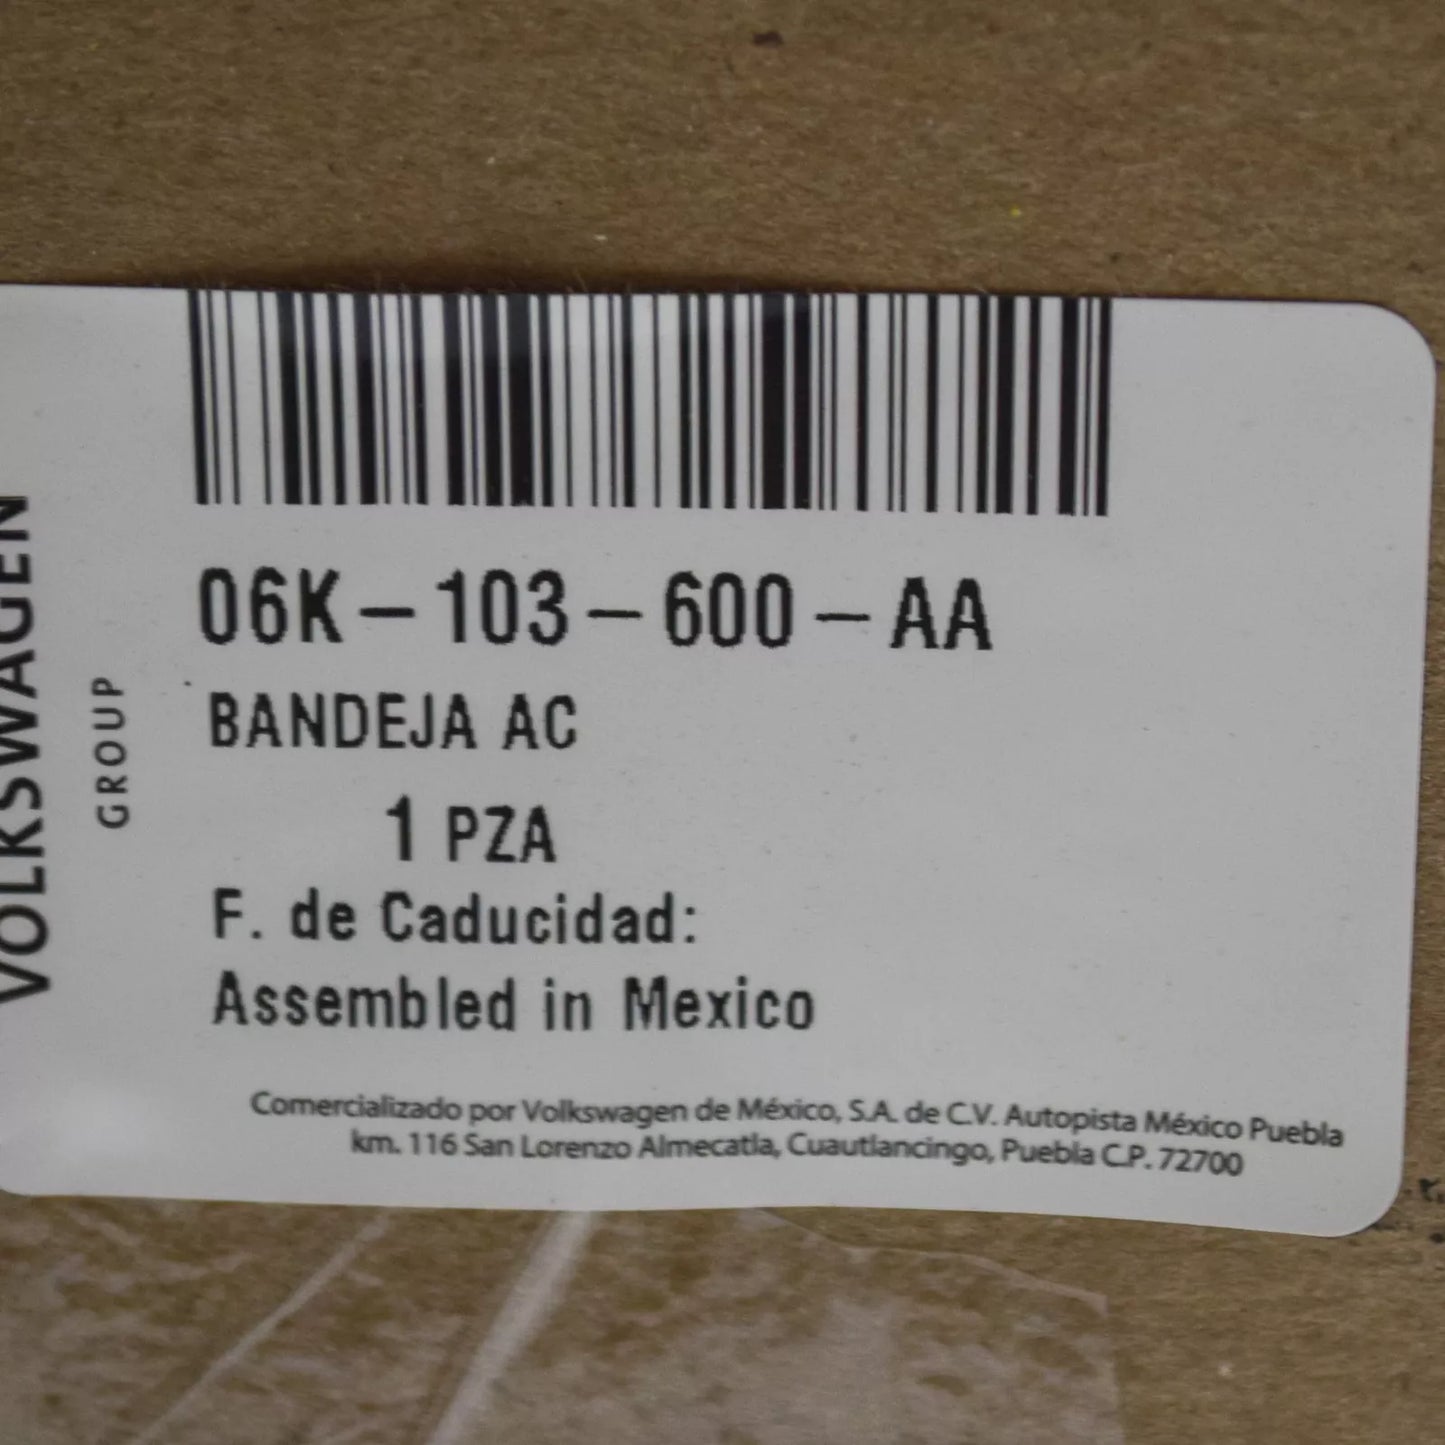 VOLKSWAGEN
GROUP
06K-103-600-AA
BANDEJA AC
1 PZA
F. de Caducidad:
Assembled in Mexico
Comercializado por Volkswagen de México, S.A. de C.V. Autopista México Puebla
km. 116 San Lorenzo Almecatla, Cuautlancingo, Puebla C.P. 72700